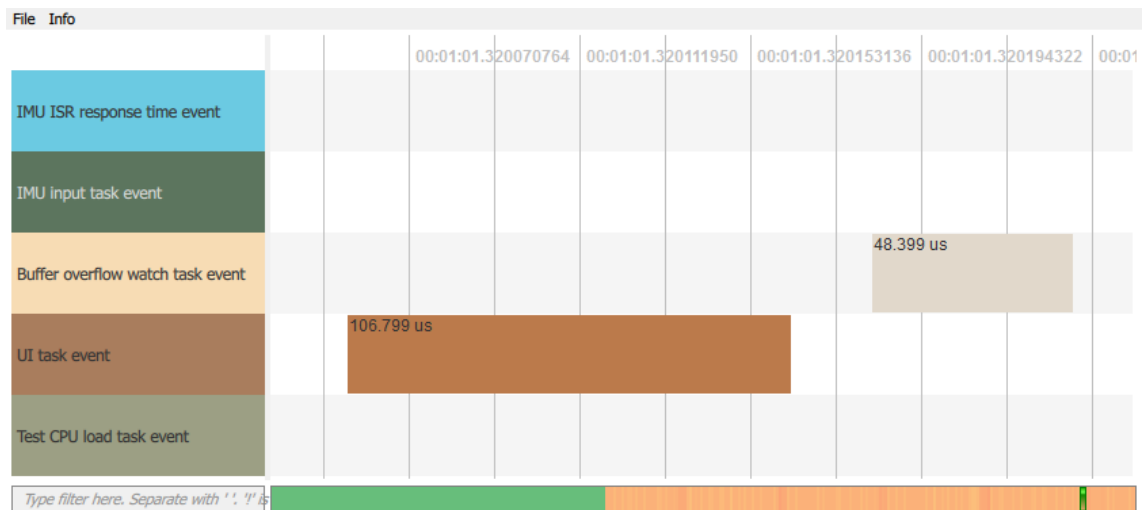 File Info
00:01:01.320070764 00:01:01.320111950 00:01:01.320153136 00:01:01.320194322 00:01
IMU ISR response time event
IMU input task event
Buffer overflow watch task event
48.399 us
UI task event
106.799 us
Test CPU load task event
Type filter here. Separate with ' '. '!' is